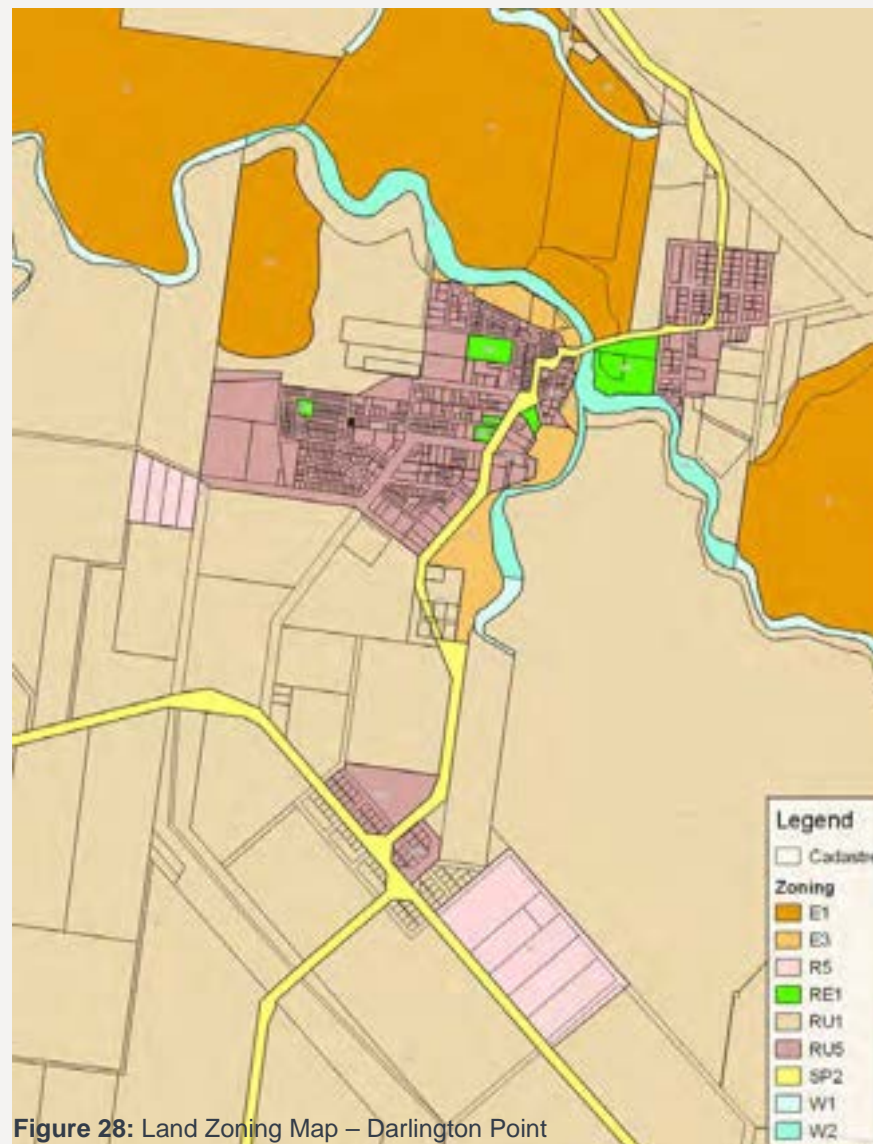 Legend
Cadastre
Zoning
E1
E3
R5
RE1
RU1
RU5
SP2
W1
W2
Figure 28: Land Zoning Map – Darlington Point